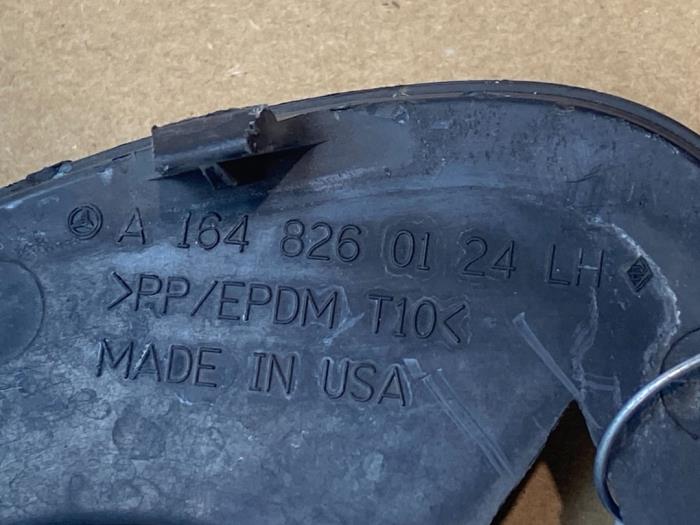 A 164 826 01 24 LH
>PP/EPDM T10<
MADE IN USA